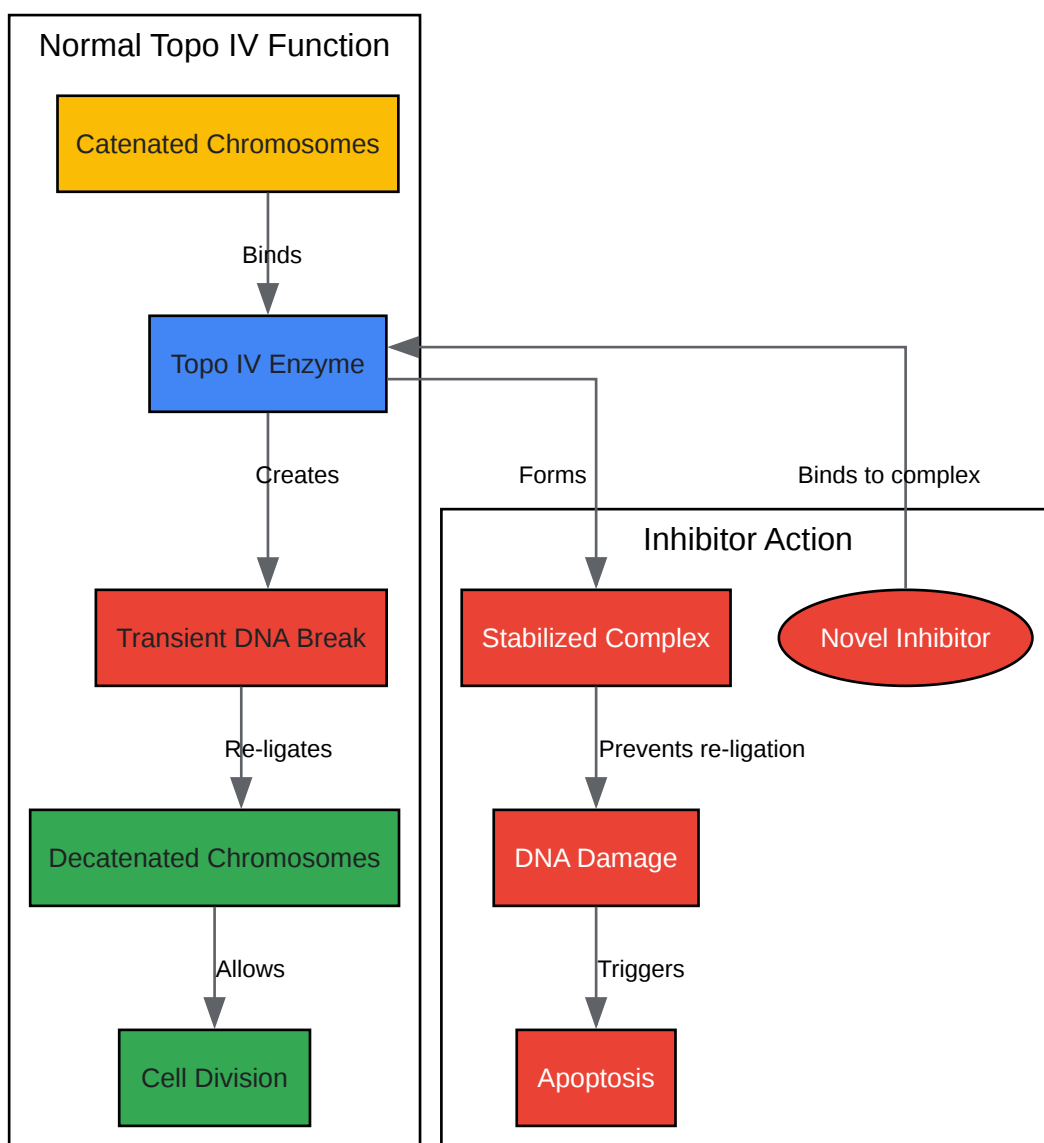 Normal Topo IV Function
Catenated Chromosomes
Binds
Topo IV Enzyme
Creates
Forms
Binds to complex
Inhibitor Action
Transient DNA Break
Stabilized Complex
Novel Inhibitor
Re-ligates
Prevents re-ligation
Decatenated Chromosomes
DNA Damage
Allows
Triggers
Cell Division
Apoptosis